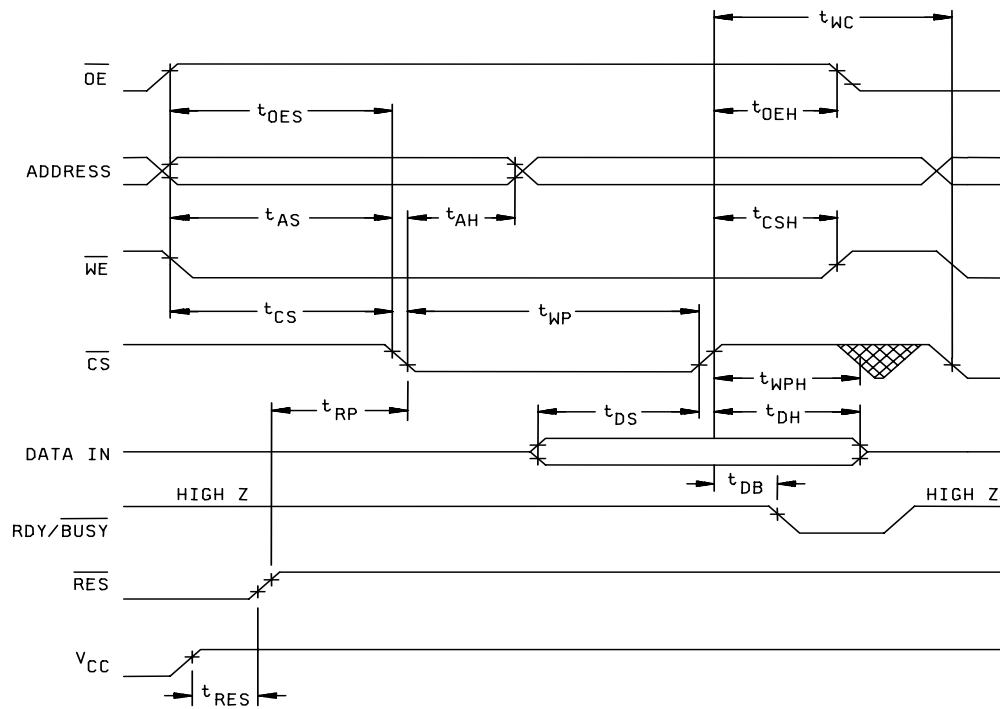 tWC
OE
tOES
tOEH
ADDRESS
tAS
tAH
tCSH
WE
tCS
tWP
CS
tWPH
tRP
tDS
tDH
DATA IN
tDB
HIGH Z
HIGH Z
RDY/BUSY
RES
VCC
tRES